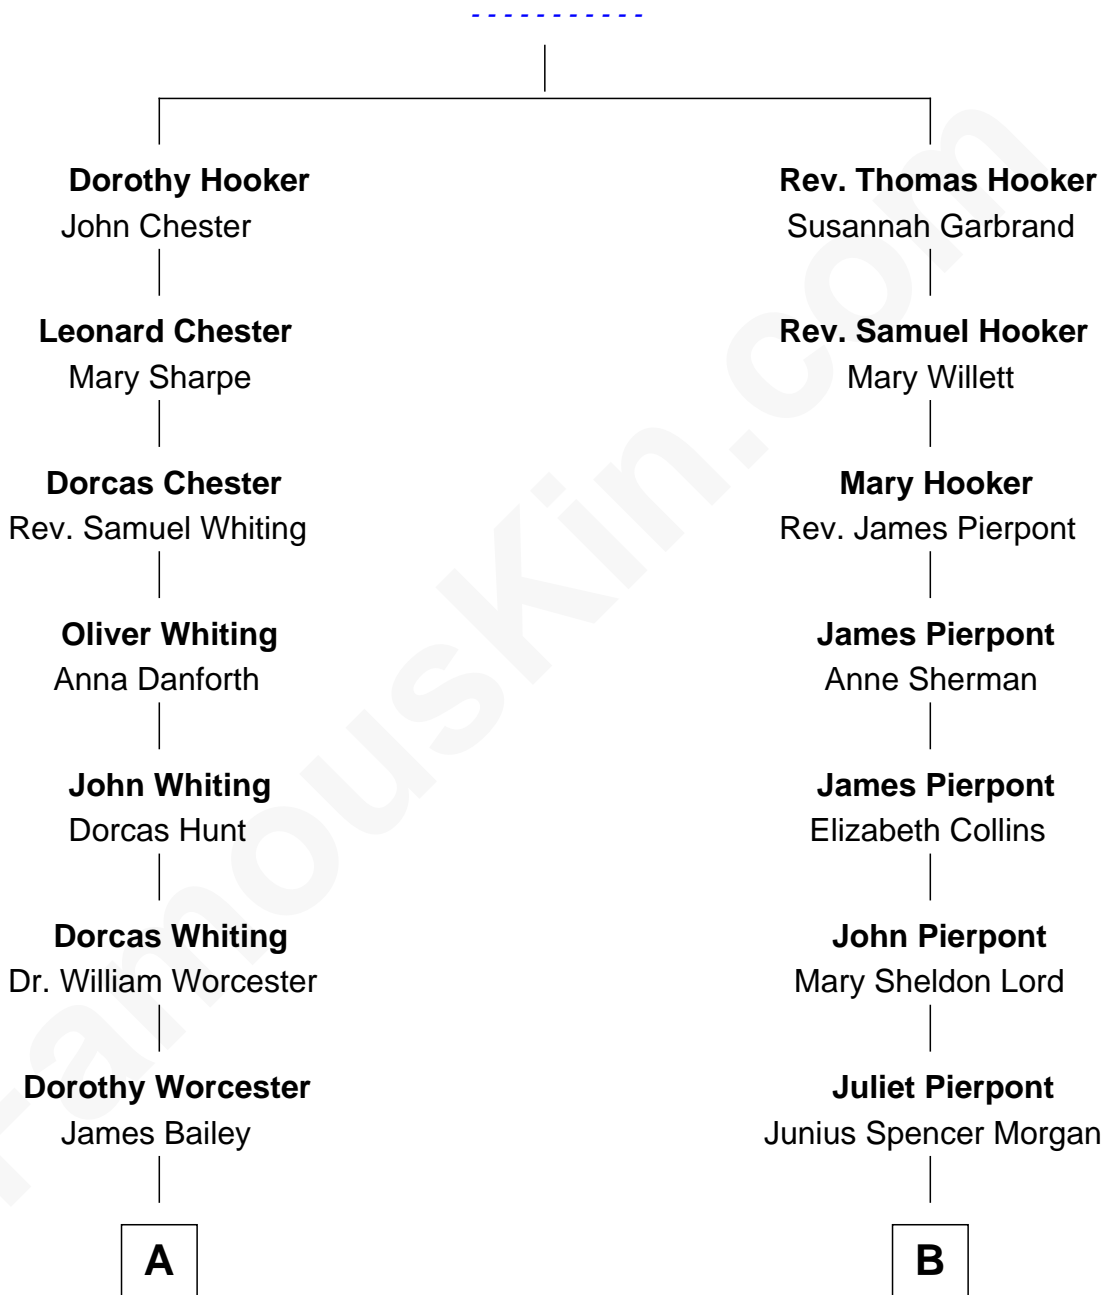 - - - - - - - - - - -
Dorothy Hooker
John Chester
Rev. Thomas Hooker
Susannah Garbrand
Leonard Chester
Mary Sharpe
Rev. Samuel Hooker
Mary Willett
Dorcas Chester
Rev. Samuel Whiting
Mary Hooker
Rev. James Pierpont
Oliver Whiting
Anna Danforth
James Pierpont
Anne Sherman
John Whiting
Dorcas Hunt
James Pierpont
Elizabeth Collins
Dorcas Whiting
Dr. William Worcester
John Pierpont
Mary Sheldon Lord
Dorothy Worcester
James Bailey
Juliet Pierpont
Junius Spencer Morgan
A
B
FamousKin.com